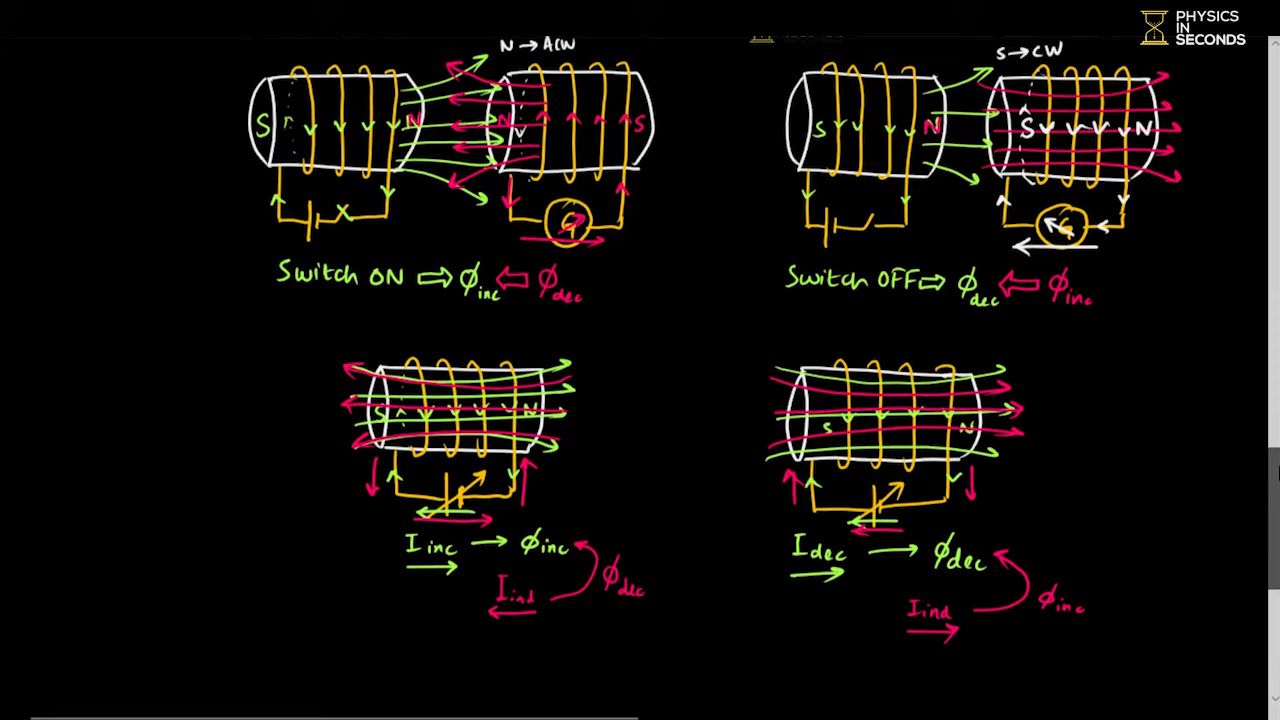 PHYSICS
IN
SECONDS
N → ACW
S → CW
S N N S
S N S N
G
G
Switch ON ⇨ ϕinc ⇦ ϕdec
Switch OFF ⇨ ϕdec ⇦ ϕinc
S N
S N
Iinc → ϕinc
ϕdec
Iind
Idec → ϕdec
ϕinc
Iind